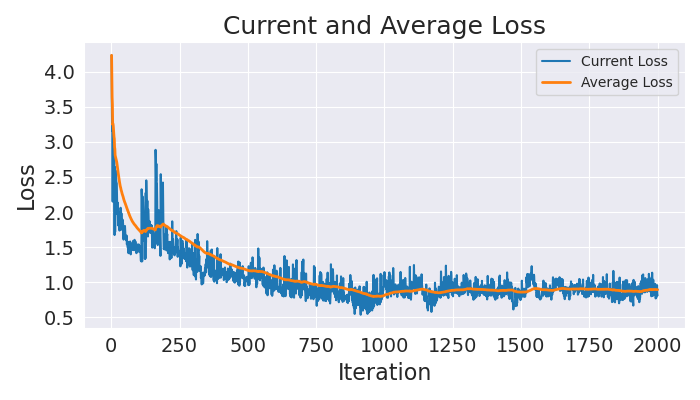 Current and Average Loss
Current Loss
Average Loss
4.0
3.5
3.0
2.5
2.0
1.5
1.0
0.5
Loss
0 250 500 750 1000 1250 1500 1750 2000
Iteration